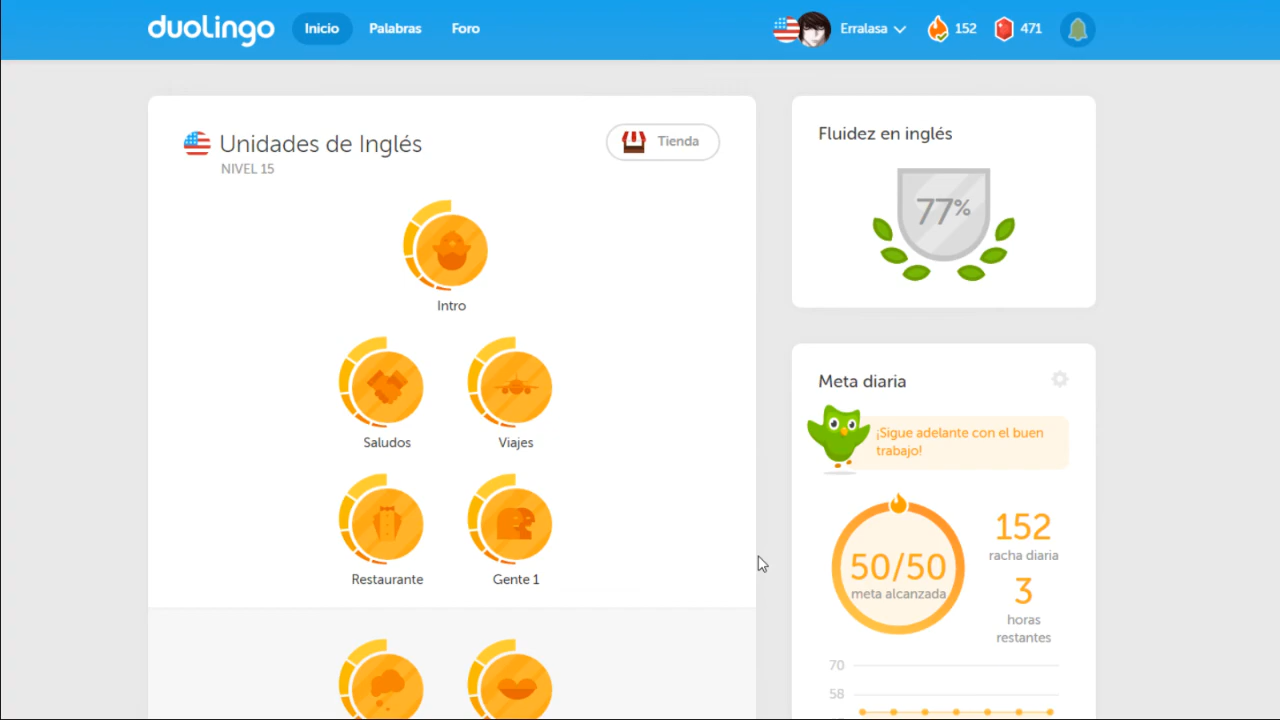 duolingo
Inicio
Palabras
Foro
Erralasa
152
471
Unidades de Inglés
NIVEL 15
Tienda
Intro
Saludos
Viajes
Restaurante
Gente 1
Fluidez en inglés
77%
Meta diaria
¡Sigue adelante con el buen
trabajo!
50/50
meta alcanzada
152
racha diaria
3
horas
restantes
70
58